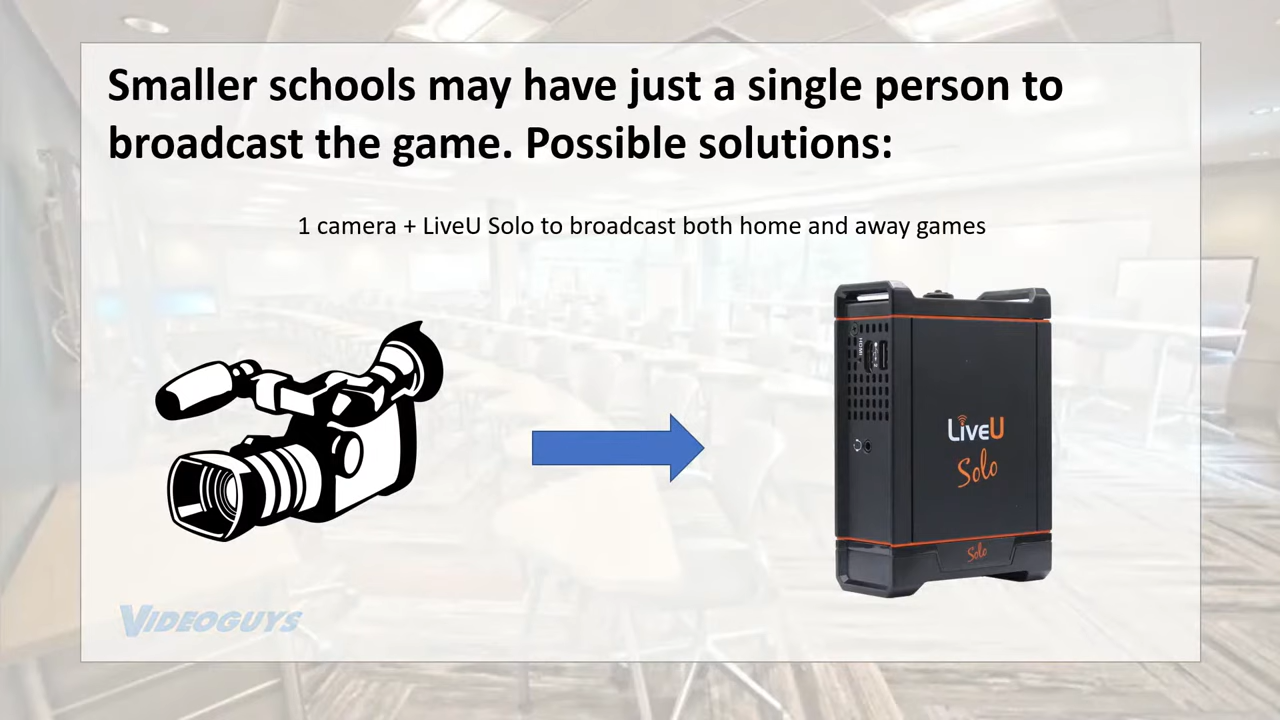 Smaller schools may have just a single person to
broadcast the game. Possible solutions:
1 camera + LiveU Solo to broadcast both home and away games
HDMI
LiveU
Solo
Solo
VIDEOGUYS